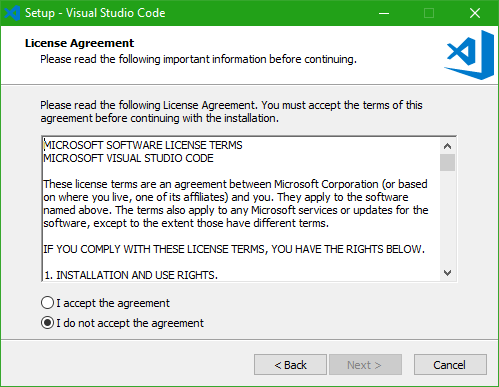 Setup - Visual Studio Code
License Agreement
Please read the following important information before continuing.
Please read the following License Agreement. You must accept the terms of this
agreement before continuing with the installation.
MICROSOFT SOFTWARE LICENSE TERMS
MICROSOFT VISUAL STUDIO CODE
These license terms are an agreement between Microsoft Corporation (or based
on where you live, one of its affiliates) and you. They apply to the software
named above. The terms also apply to any Microsoft services or updates for the
software, except to the extent those have different terms.
IF YOU COMPLY WITH THESE LICENSE TERMS, YOU HAVE THE RIGHTS BELOW.
1. INSTALLATION AND USE RIGHTS.
I accept the agreement
I do not accept the agreement
< Back
Next >
Cancel